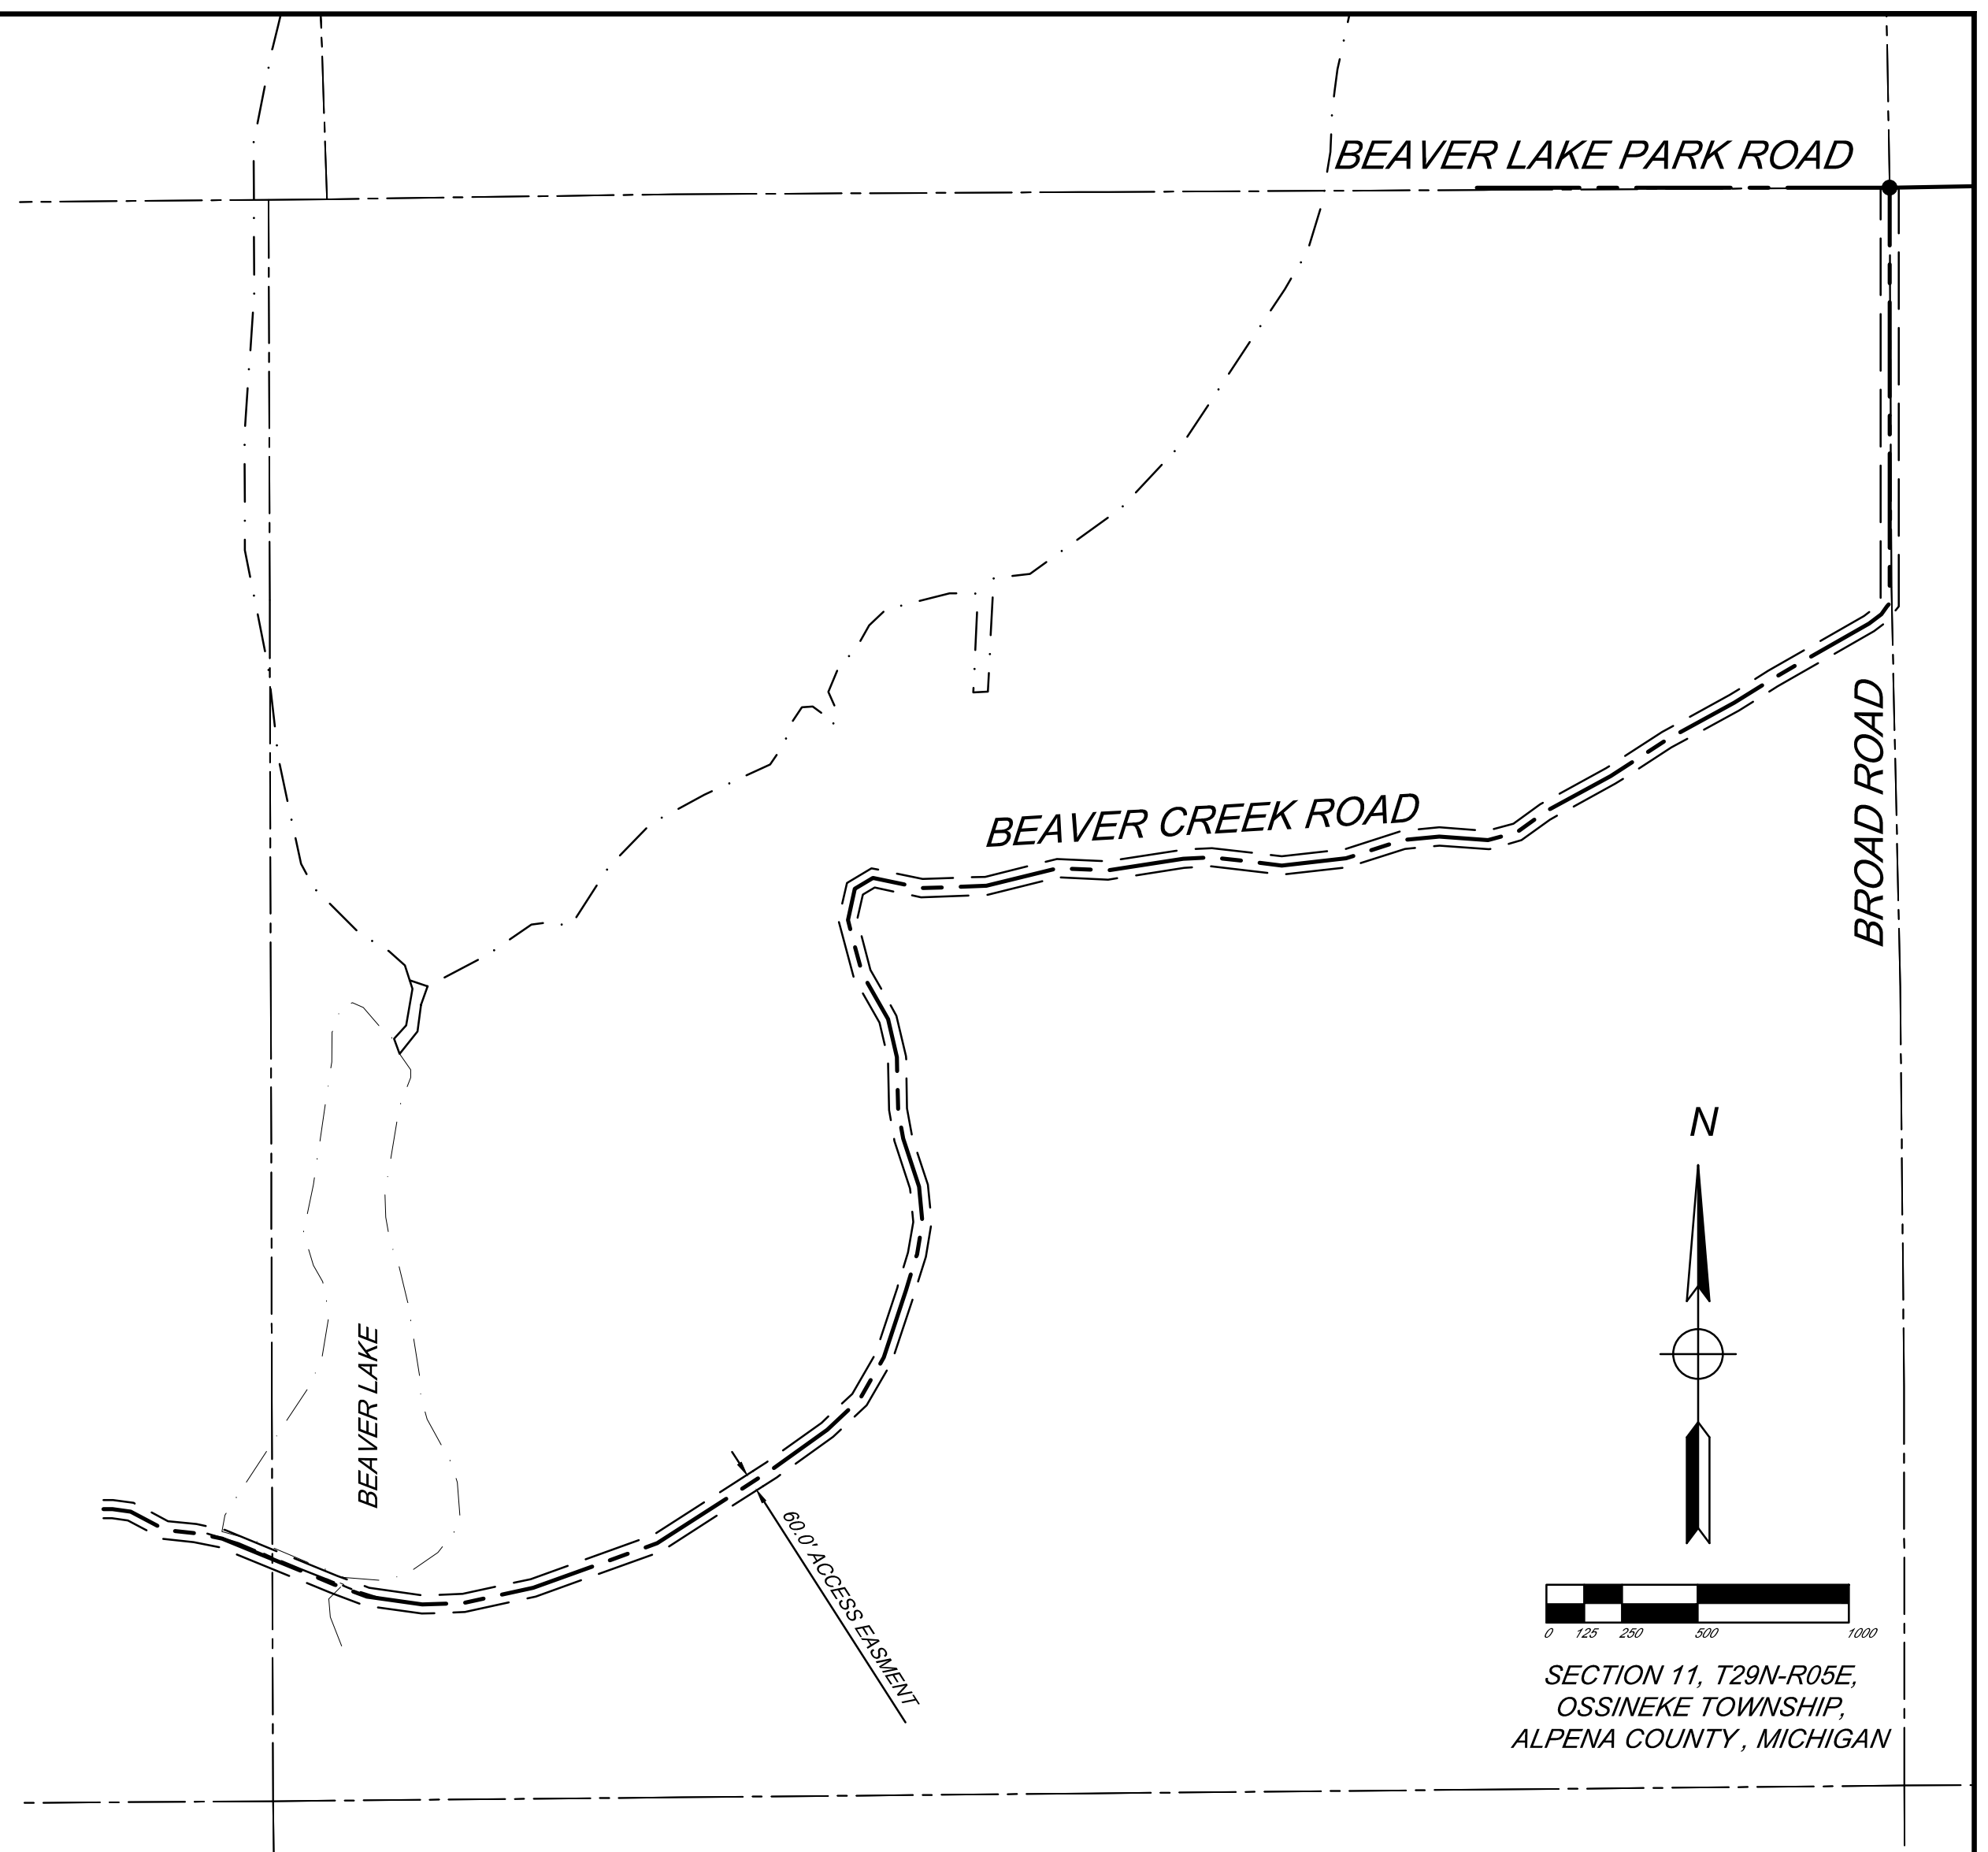 BEAVER LAKE PARK ROAD
BROAD ROAD
BEAVER CREEK ROAD
N
BEAVER LAKE
60.0' ACCESS EASMENT
0 125 250 500 1000
SECTION 11, T29N-R05E,
OSSINEKE TOWNSHIP,
ALPENA COUNTY, MICHIGAN